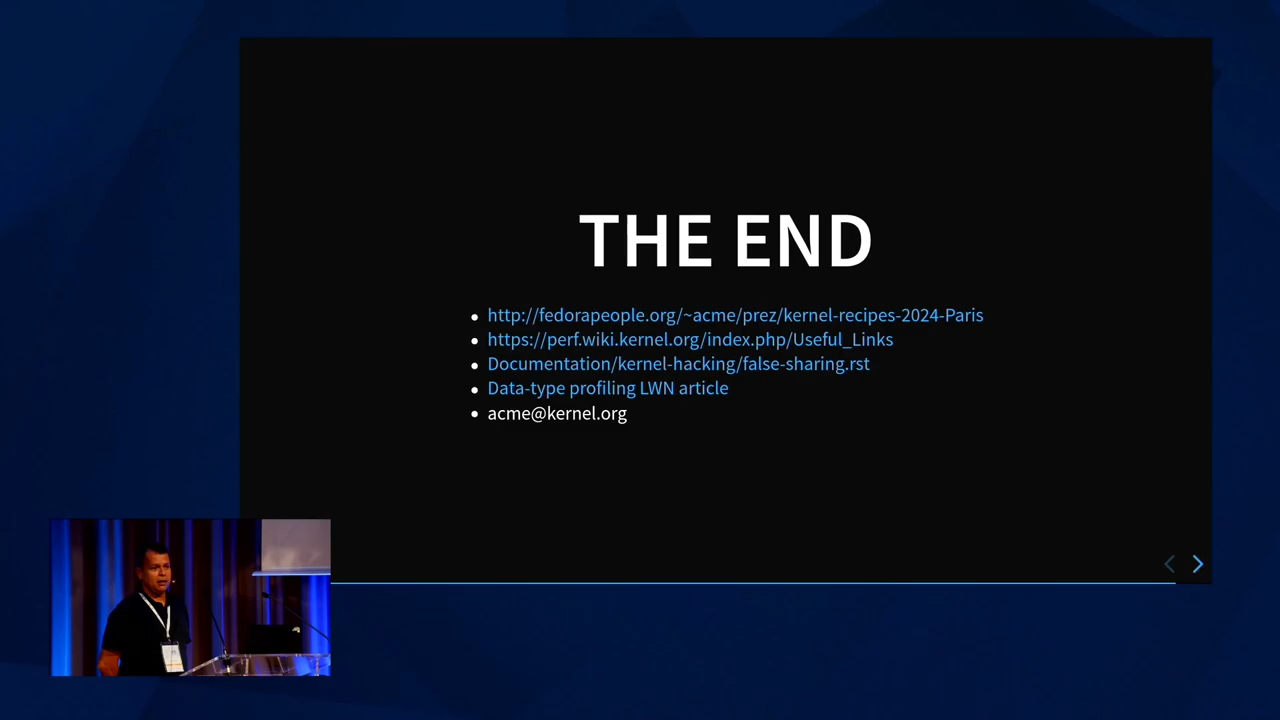 THE END
http://fedorapeople.org/~acme/prez/kernel-recipes-2024-Paris
https://perf.wiki.kernel.org/index.php/Useful_Links
Documentation/kernel-hacking/false-sharing.rst
Data-type profiling LWN article
acme@kernel.org